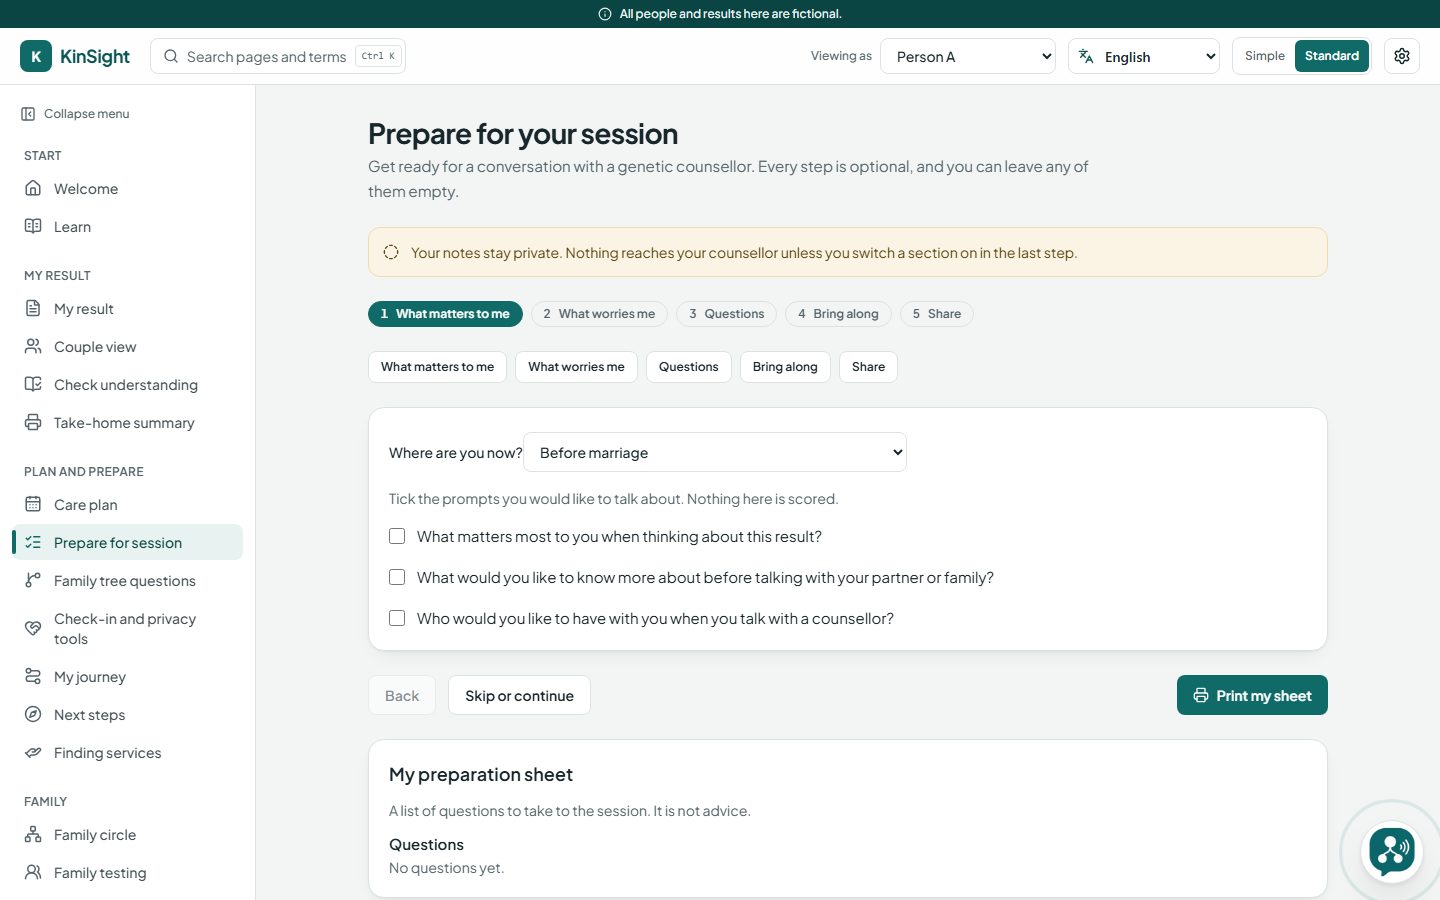 All people and results here are fictional.
K KinSight
Search pages and terms Ctrl K
Viewing as Person A
English
Simple Standard
Collapse menu
START
Welcome
Learn
MY RESULT
My result
Couple view
Check understanding
Take-home summary
PLAN AND PREPARE
Care plan
Prepare for session
Family tree questions
Check-in and privacy
tools
My journey
Next steps
Finding services
FAMILY
Family circle
Family testing
Prepare for your session
Get ready for a conversation with a genetic counsellor. Every step is optional, and you can leave any of
them empty.
Your notes stay private. Nothing reaches your counsellor unless you switch a section on in the last step.
1 What matters to me 2 What worries me 3 Questions 4 Bring along 5 Share
What matters to me What worries me Questions Bring along Share
Where are you now? Before marriage
Tick the prompts you would like to talk about. Nothing here is scored.
What matters most to you when thinking about this result?
What would you like to know more about before talking with your partner or family?
Who would you like to have with you when you talk with a counsellor?
Back Skip or continue Print my sheet
My preparation sheet
A list of questions to take to the session. It is not advice.
Questions
No questions yet.